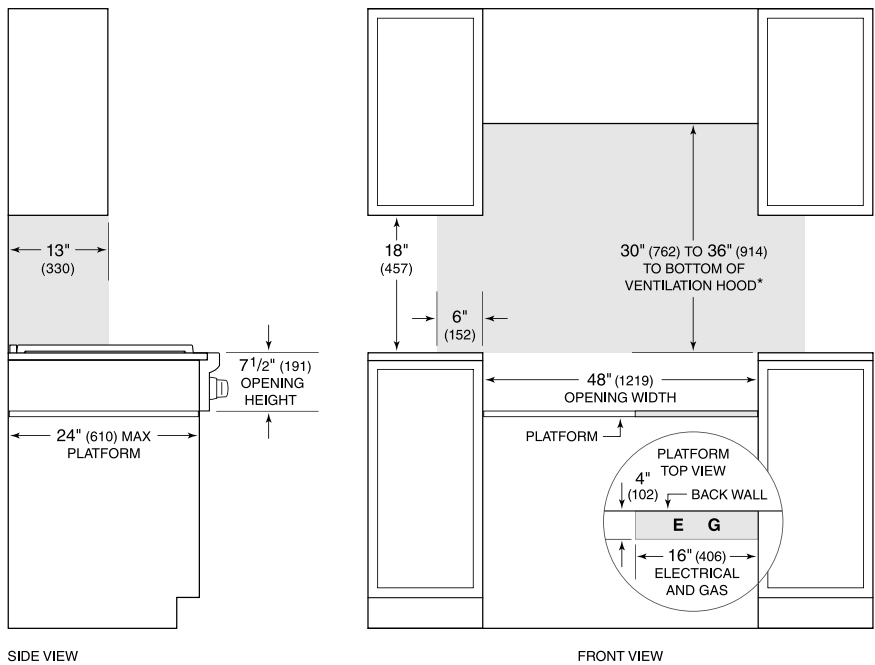 13"
(330)
7 1/2" (191)
OPENING
HEIGHT
24" (610) MAX
PLATFORM
SIDE VIEW
18"
(457)
30" (762) TO 36" (914)
TO BOTTOM OF
VENTILATION HOOD*
6"
(152)
48" (1219)
OPENING WIDTH
PLATFORM
PLATFORM
TOP VIEW
4"
(102)
BACK WALL
E G
16" (406)
ELECTRICAL
AND GAS
FRONT VIEW